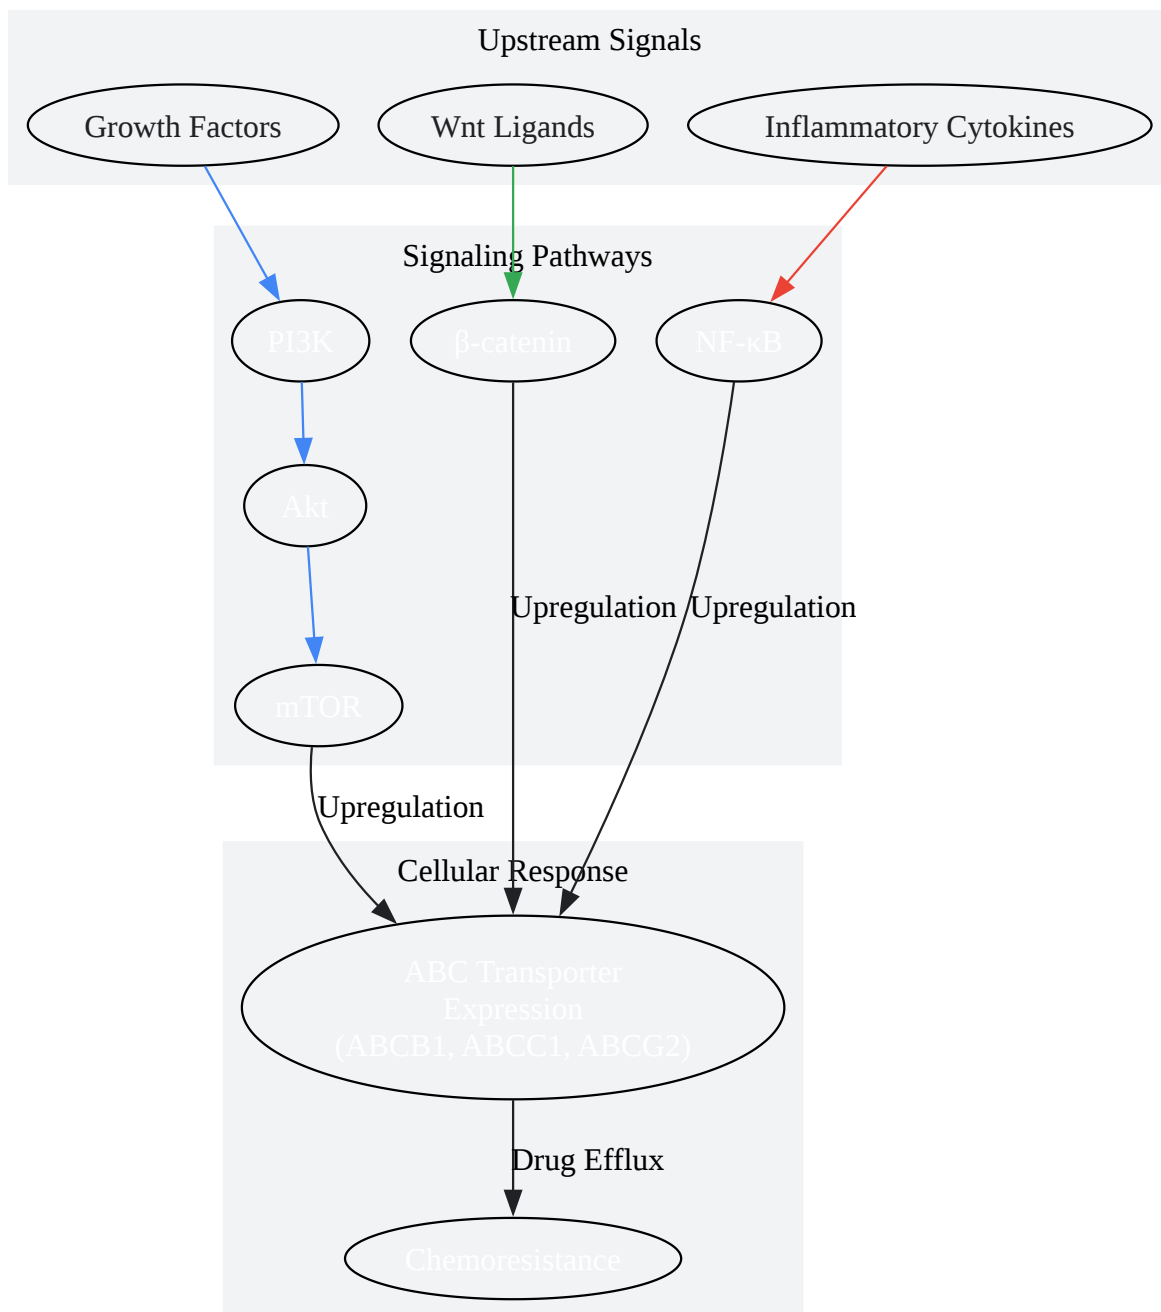 Upstream Signals
Growth Factors
Wnt Ligands
Inflammatory Cytokines
Signaling Pathways
PI3K
β-catenin
NF-κB
Akt
Upregulation
Upregulation
mTOR
Upregulation
Cellular Response
ABC Transporter
Expression
(ABCB1, ABCC1, ABCG2)
Drug Efflux
Chemoresistance